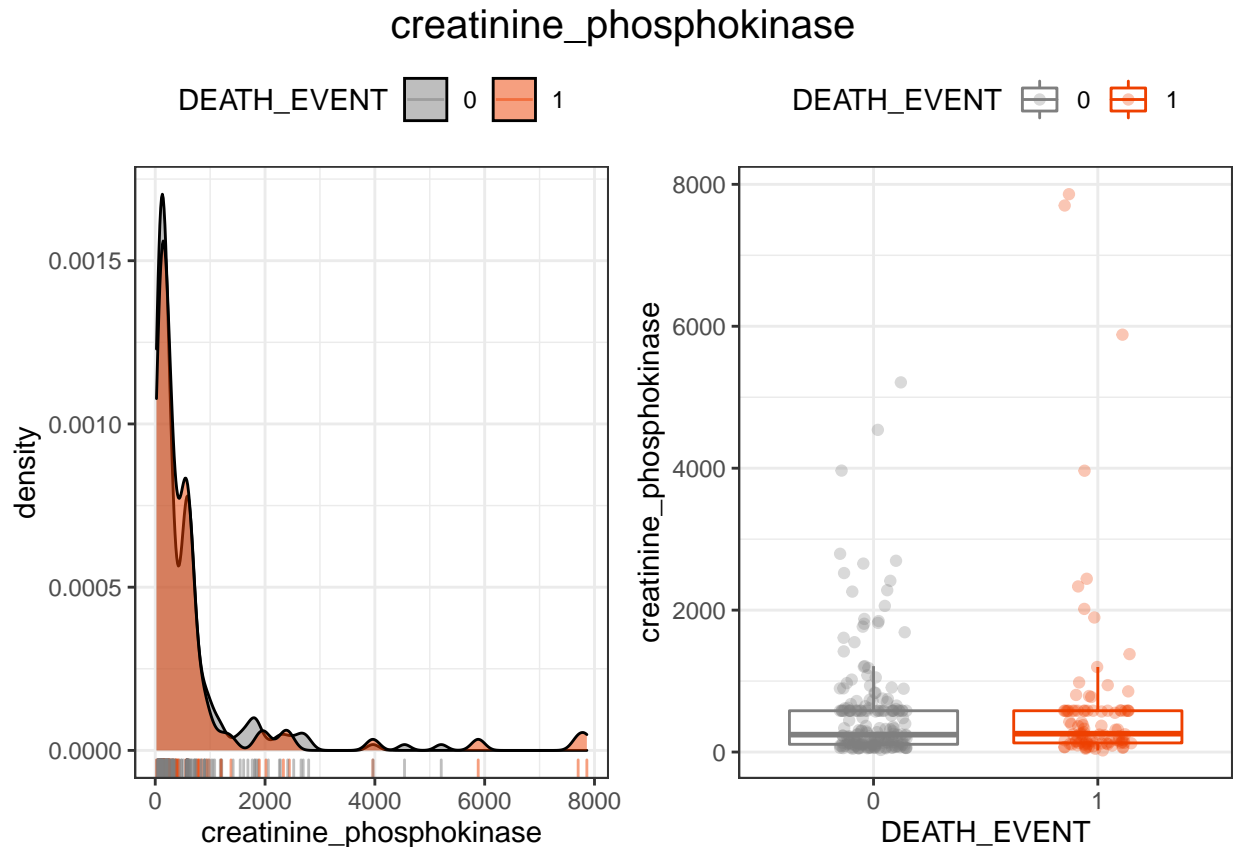 creatinine_phosphokinase
DEATH_EVENT 0 1
DEATH_EVENT 0 1
density
0.0015
0.0010
0.0005
0.0000
0 2000 4000 6000 8000
creatinine_phosphokinase
creatinine_phosphokinase
8000
6000
4000
2000
0
0 1
DEATH_EVENT